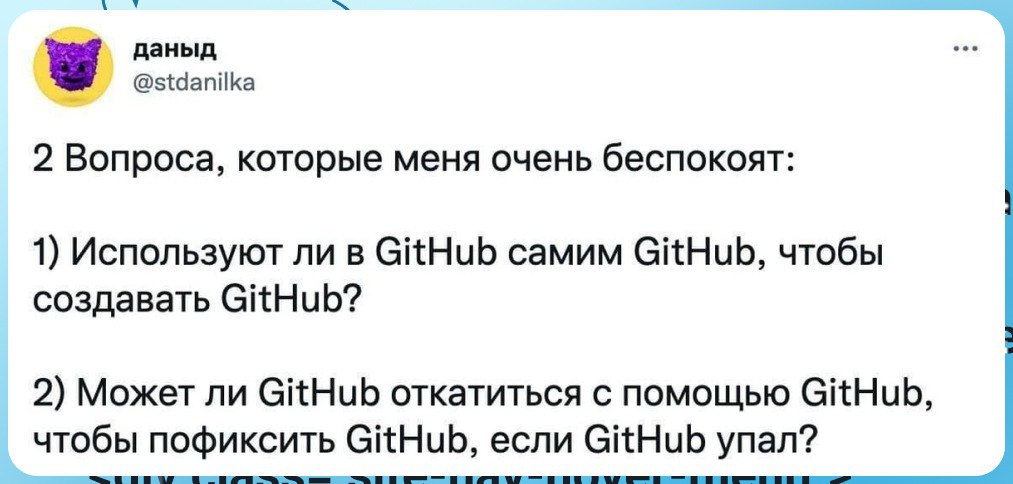 даныд
@stdanilka
2 Вопроса, которые меня очень беспокоят:
1) Используют ли в GitHub самим GitHub, чтобы
создавать GitHub?
2) Может ли GitHub откатиться с помощью GitHub,
чтобы пофиксить GitHub, если GitHub упал?